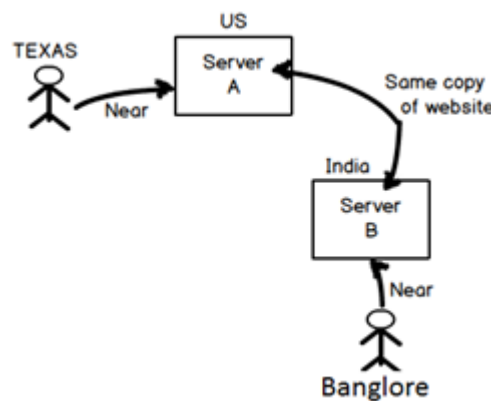 US
TEXAS
Server
A
Near
Same copy
of website
India
Server
B
Near
Banglore